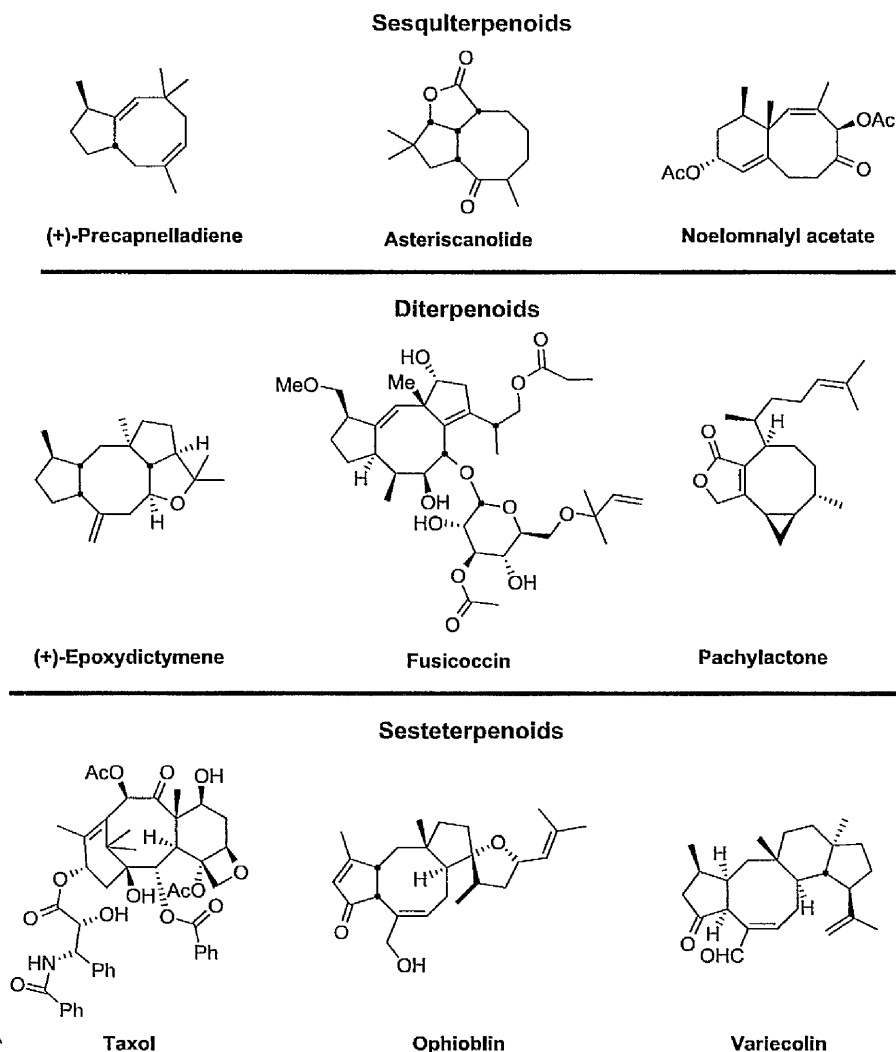 Sesqulterpenoids
O
O
O
OAc
AcO
O
(+)-Precapnelladiene
Asteriscanolide
Noelomnalyl acetate
Diterpenoids
HO
O
O
MeO
Me
H
O
H
H
OH
O
O
HO
O
O
OH
O
H
O
O
(+)-Epoxydictymene
Fusicoccin
Pachylactone
Sesteterpenoids
AcO
O
OH
H
O
O
OH
AcO
O
O
O
OH
HN
Ph
O
Ph
Ph
O
H
O
OH
H
H
H
O
OHC
Taxol
Ophioblin
Variecolin